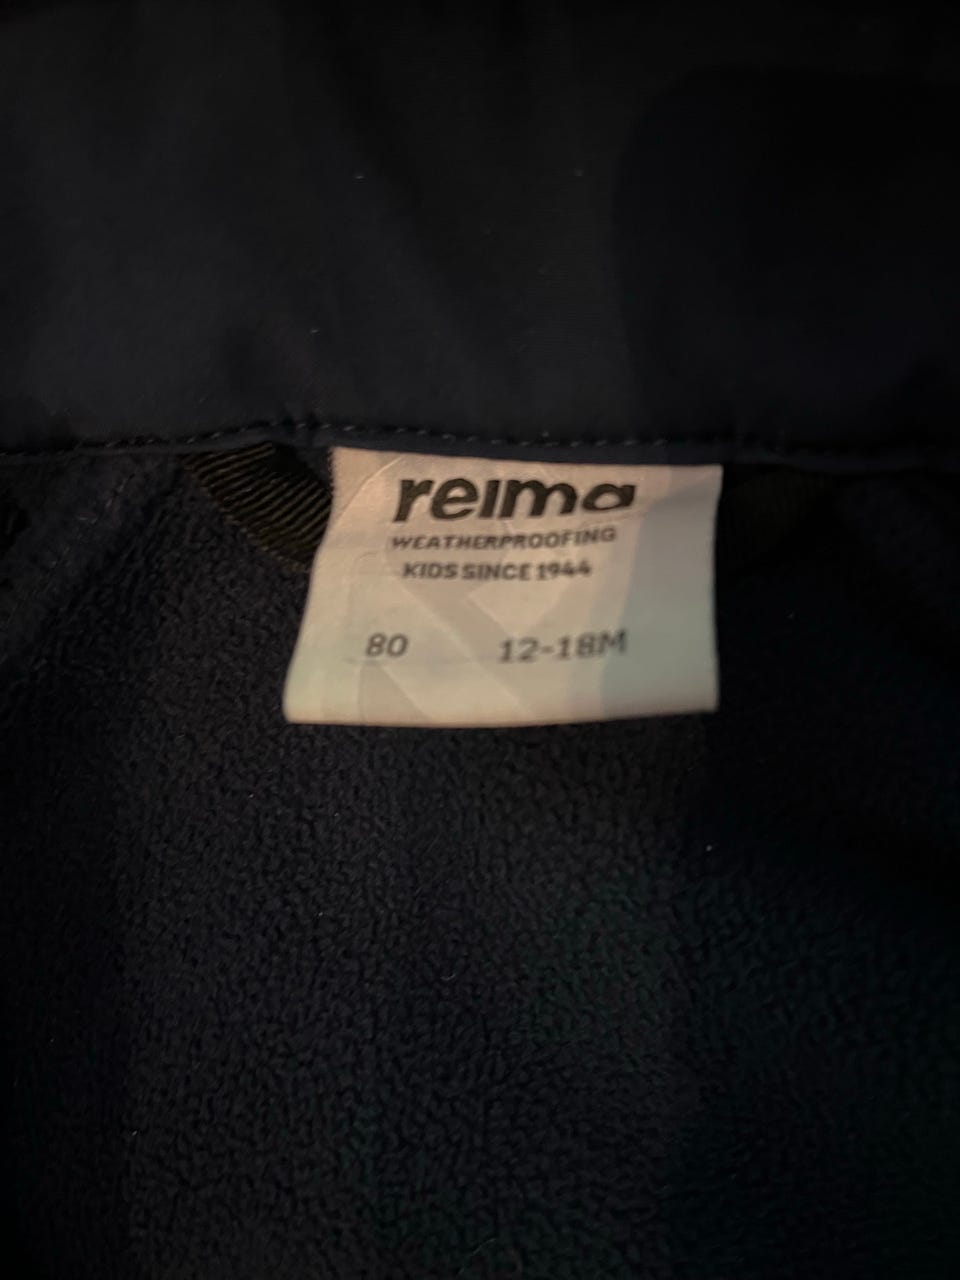 reima
WEATHERPROOFING
KIDS SINCE 1944
80 12-18M